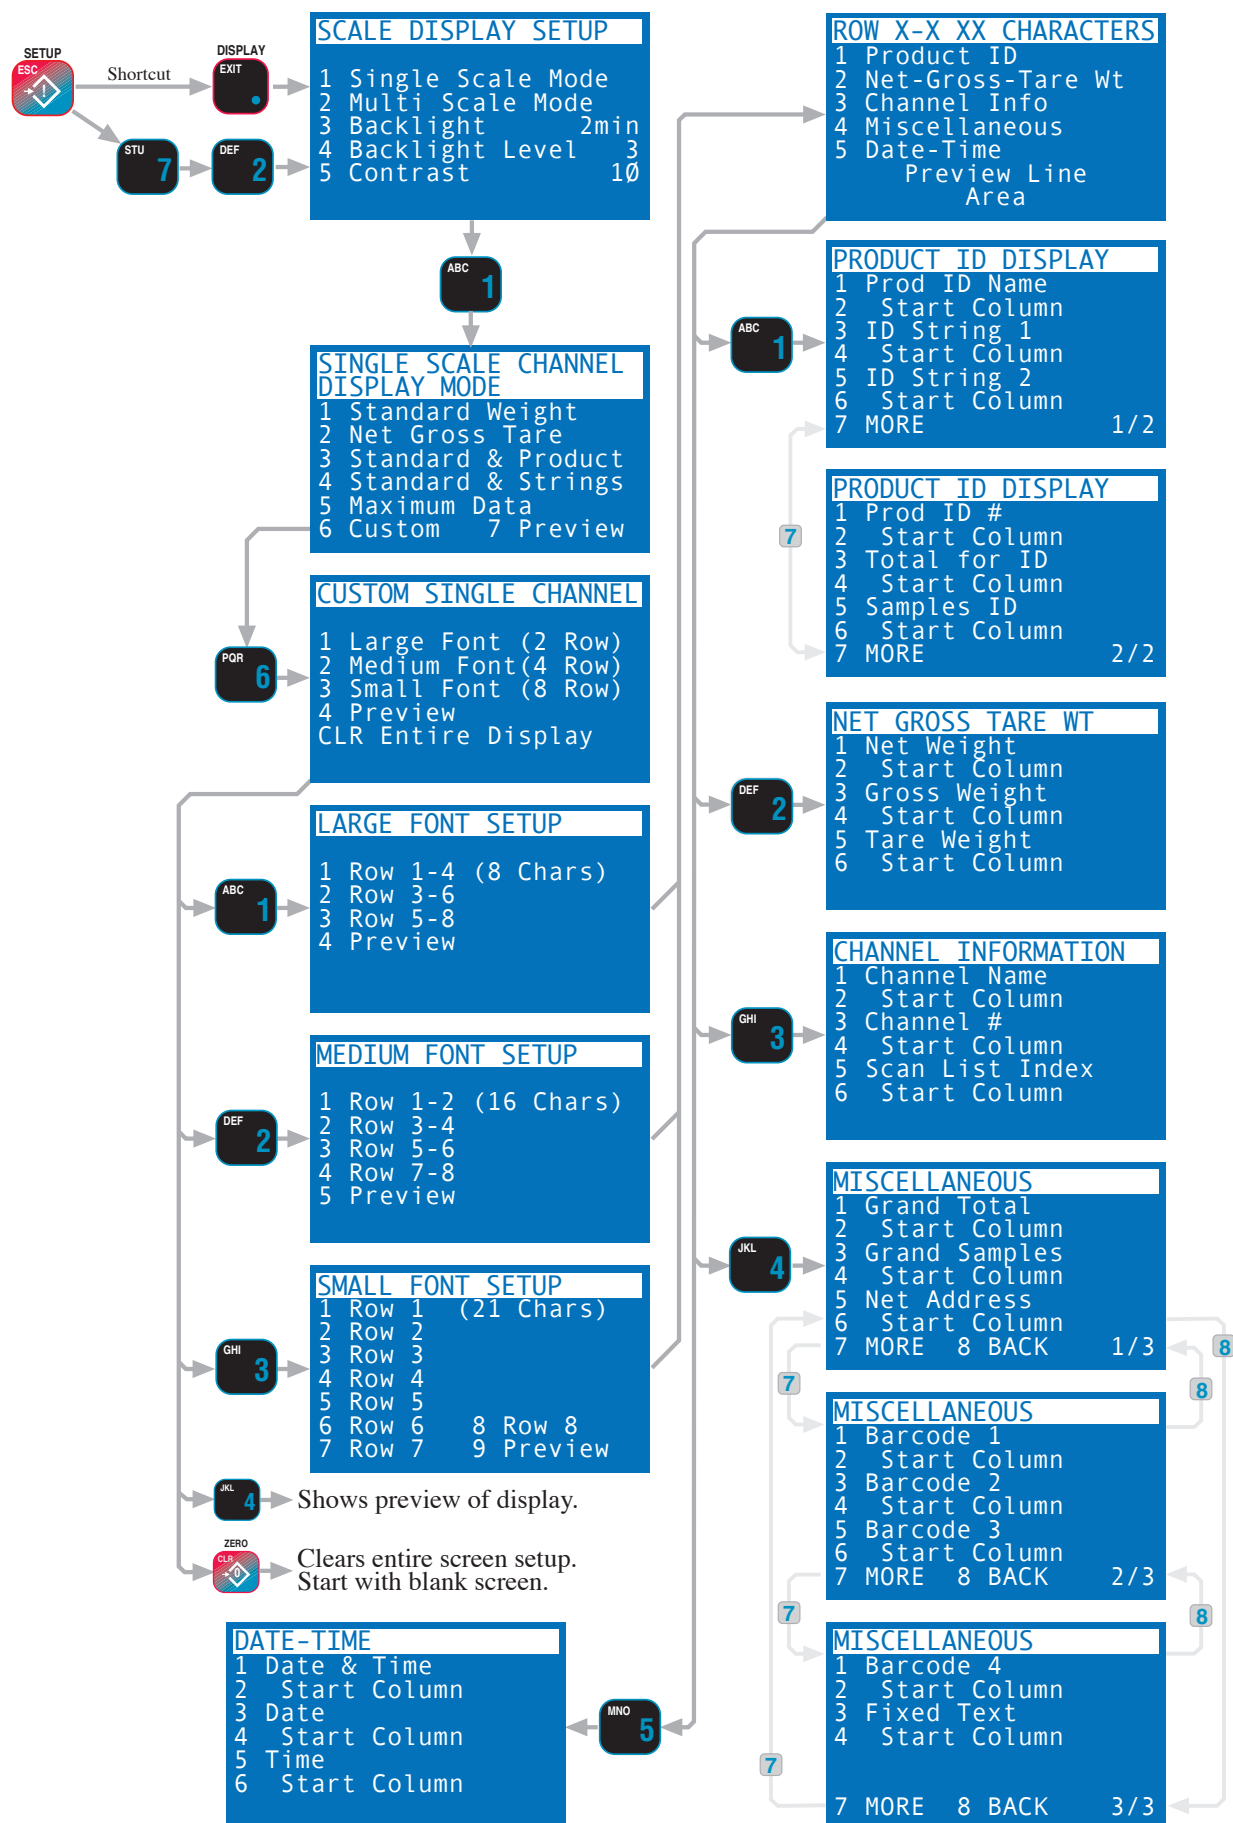 SETUP
ESC
Shortcut
DISPLAY
EXIT
STU
7
DEF
2
SCALE DISPLAY SETUP
1 Single Scale Mode
2 Multi Scale Mode
3 Backlight 2min
4 Backlight Level 3
5 Contrast 1Ø
ABC
1
SINGLE SCALE CHANNEL
DISPLAY MODE
1 Standard Weight
2 Net Gross Tare
3 Standard & Product
4 Standard & Strings
5 Maximum Data
6 Custom 7 Preview
PQR
6
CUSTOM SINGLE CHANNEL
1 Large Font (2 Row)
2 Medium Font(4 Row)
3 Small Font (8 Row)
4 Preview
CLR Entire Display
ABC
1
LARGE FONT SETUP
1 Row 1-4 (8 Chars)
2 Row 3-6
3 Row 5-8
4 Preview
DEF
2
MEDIUM FONT SETUP
1 Row 1-2 (16 Chars)
2 Row 3-4
3 Row 5-6
4 Row 7-8
5 Preview
GHI
3
SMALL FONT SETUP
1 Row 1 (21 Chars)
2 Row 2
3 Row 3
4 Row 4
5 Row 5
6 Row 6 8 Row 8
7 Row 7 9 Preview
JKL
4
Shows preview of display.
ZERO
CLR
0
Clears entire screen setup.
Start with blank screen.
ROW X-X XX CHARACTERS
1 Product ID
2 Net-Gross-Tare Wt
3 Channel Info
4 Miscellaneous
5 Date-Time
Preview Line
Area
ABC
1
PRODUCT ID DISPLAY
1 Prod ID Name
2 Start Column
3 ID String 1
4 Start Column
5 ID String 2
6 Start Column
7 MORE 1/2
7
PRODUCT ID DISPLAY
1 Prod ID #
2 Start Column
3 Total for ID
4 Start Column
5 Samples ID
6 Start Column
7 MORE 2/2
DEF
2
NET GROSS TARE WT
1 Net Weight
2 Start Column
3 Gross Weight
4 Start Column
5 Tare Weight
6 Start Column
GHI
3
CHANNEL INFORMATION
1 Channel Name
2 Start Column
3 Channel #
4 Start Column
5 Scan List Index
6 Start Column
JKL
4
MISCELLANEOUS
1 Grand Total
2 Start Column
3 Grand Samples
4 Start Column
5 Net Address
6 Start Column
7 MORE 8 BACK 1/3
8
7
8
MISCELLANEOUS
1 Barcode 1
2 Start Column
3 Barcode 2
4 Start Column
5 Barcode 3
6 Start Column
7 MORE 8 BACK 2/3
7
8
MISCELLANEOUS
1 Barcode 4
2 Start Column
3 Fixed Text
4 Start Column
7
7 MORE 8 BACK 3/3
MNO
5
DATE-TIME
1 Date & Time
2 Start Column
3 Date
4 Start Column
5 Time
6 Start Column